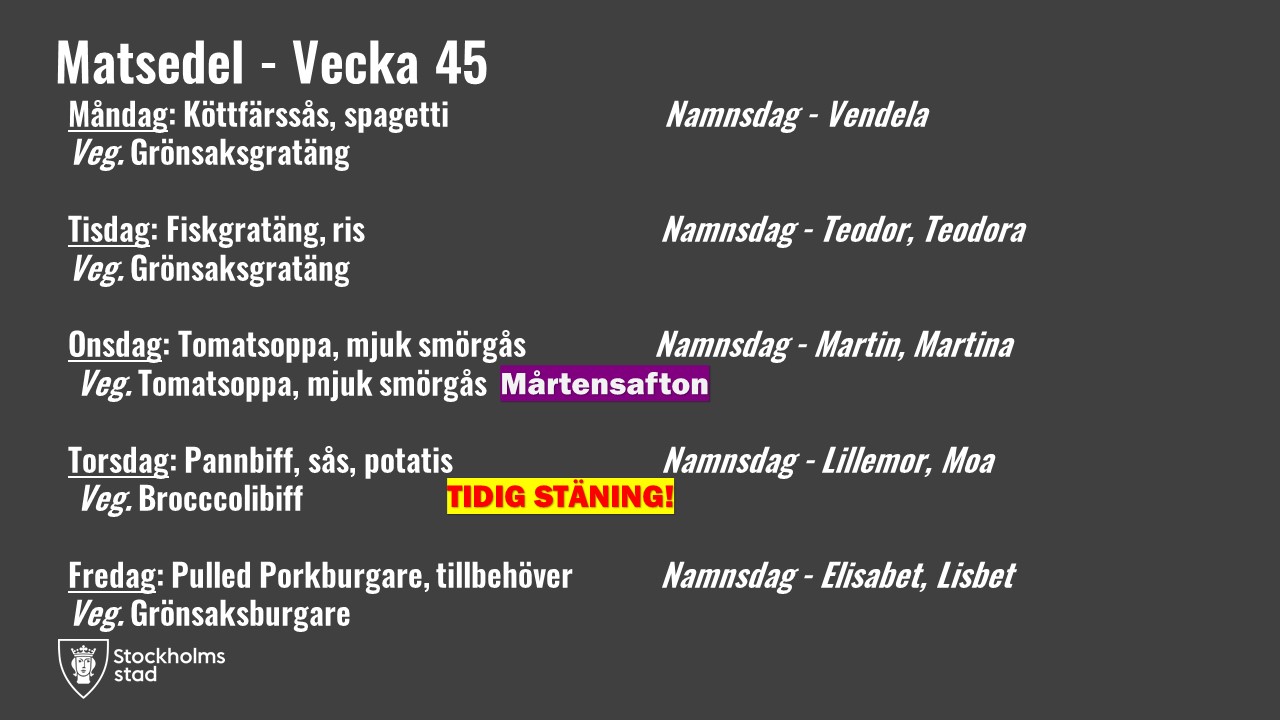 Matsedel - Vecka 45
Måndag: Köttfärssås, spagetti Namnsdag - Vendela
Veg. Grönsaksgratäng
Tisdag: Fiskgratäng, ris Namnsdag - Teodor, Teodora
Veg. Grönsaksgratäng
Onsdag: Tomatsoppa, mjuk smörgås Namnsdag - Martin, Martina
Veg. Tomatsoppa, mjuk smörgås Mårtensafton
Torsdag: Pannbiff, sås, potatis Namnsdag - Lillemor, Moa
Veg. Brocccolibiff TIDIG STÄNING!
Fredag: Pulled Porkburgare, tillbehöver Namnsdag - Elisabet, Lisbet
Veg. Grönsaksburgare
Stockholms
stad